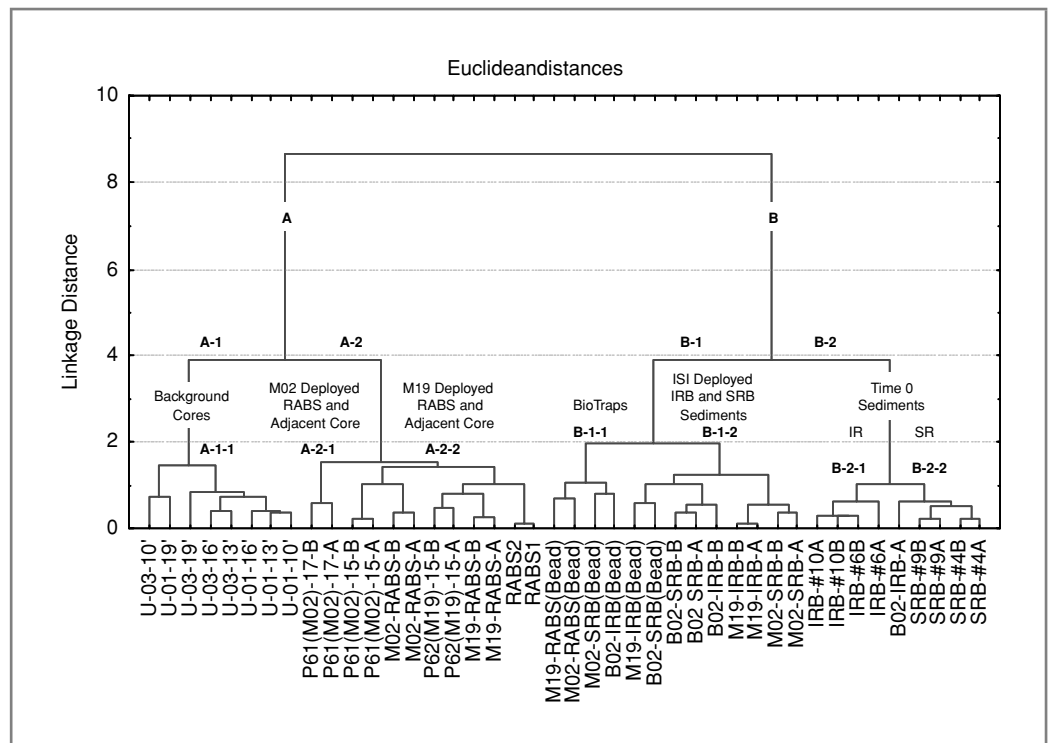 Euclideandistances
Linkage Distance
10
8
6
4
2
0
A
B
A-1
A-2
B-1
B-2
Background
Cores
M02 Deployed
RABS and
Adjacent Core
M19 Deployed
RABS and
Adjacent Core
BioTraps
ISI Deployed
IRB and SRB
Sediments
Time 0
Sediments
IR
SR
A-1-1
A-2-1
A-2-2
B-1-1
B-1-2
B-2-1
B-2-2
U-03-10'
U-01-19'
U-03-19'
U-03-16'
U-03-13'
U-01-16'
U-01-13'
U-01-10'
P61(M02)-17-B
P61(M02)-17-A
P61(M02)-15-B
P61(M02)-15-A
M02-RABS-B
M02-RABS-A
P62(M19)-15-B
P62(M19)-15-A
M19-RABS-B
M19-RABS-A
RABS2
RABS1
M19-RABS(Bead)
M02-RABS(Bead)
M02-SRB(Bead)
B02-IRB(Bead)
M19-IRB(Bead)
B02-SRB(Bead)
B02-SRB-B
B02 SRB-A
B02-IRB-B
M19-IRB-B
M19-IRB-A
M02-SRB-B
M02-SRB-A
IRB-#10A
IRB-#10B
IRB-#6B
IRB-#6A
B02-IRB-A
SRB-#9B
SRB-#9A
SRB-#4B
SRB-#4A